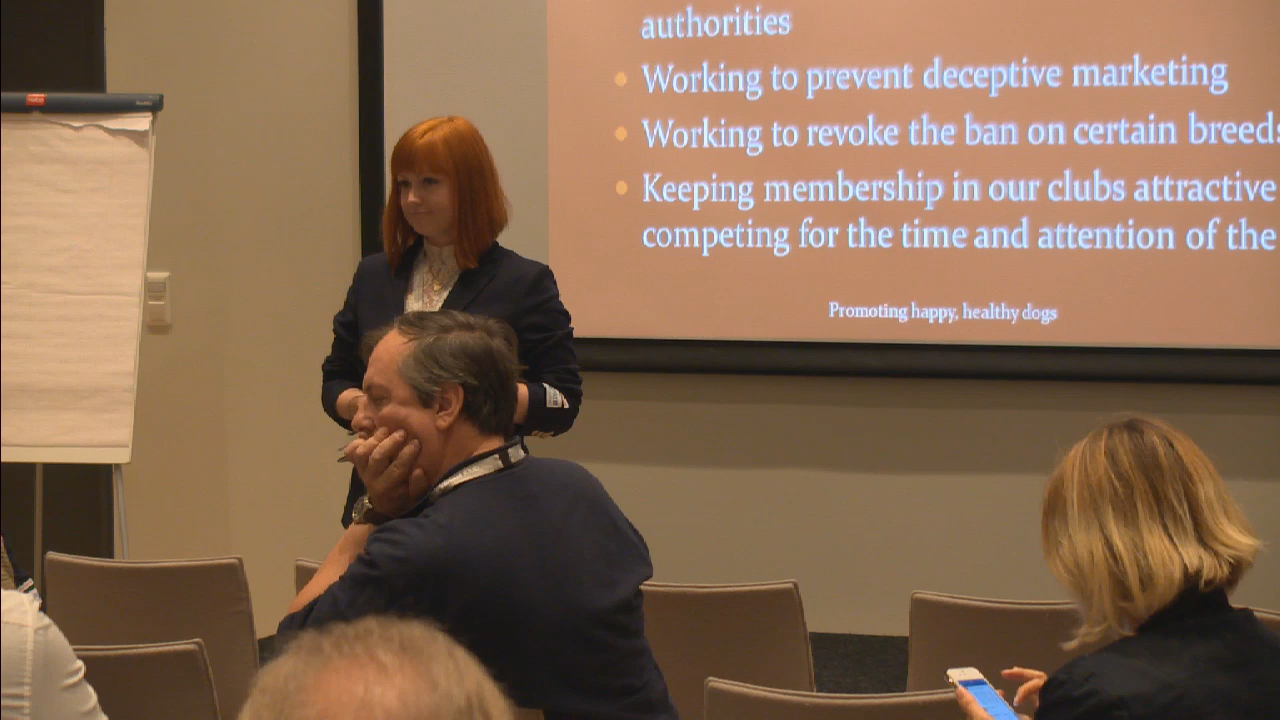 authorities
Working to prevent deceptive marketing
Working to revoke the ban on certain breeds
Keeping membership in our clubs attractive
competing for the time and attention of the
Promoting happy, healthy dogs